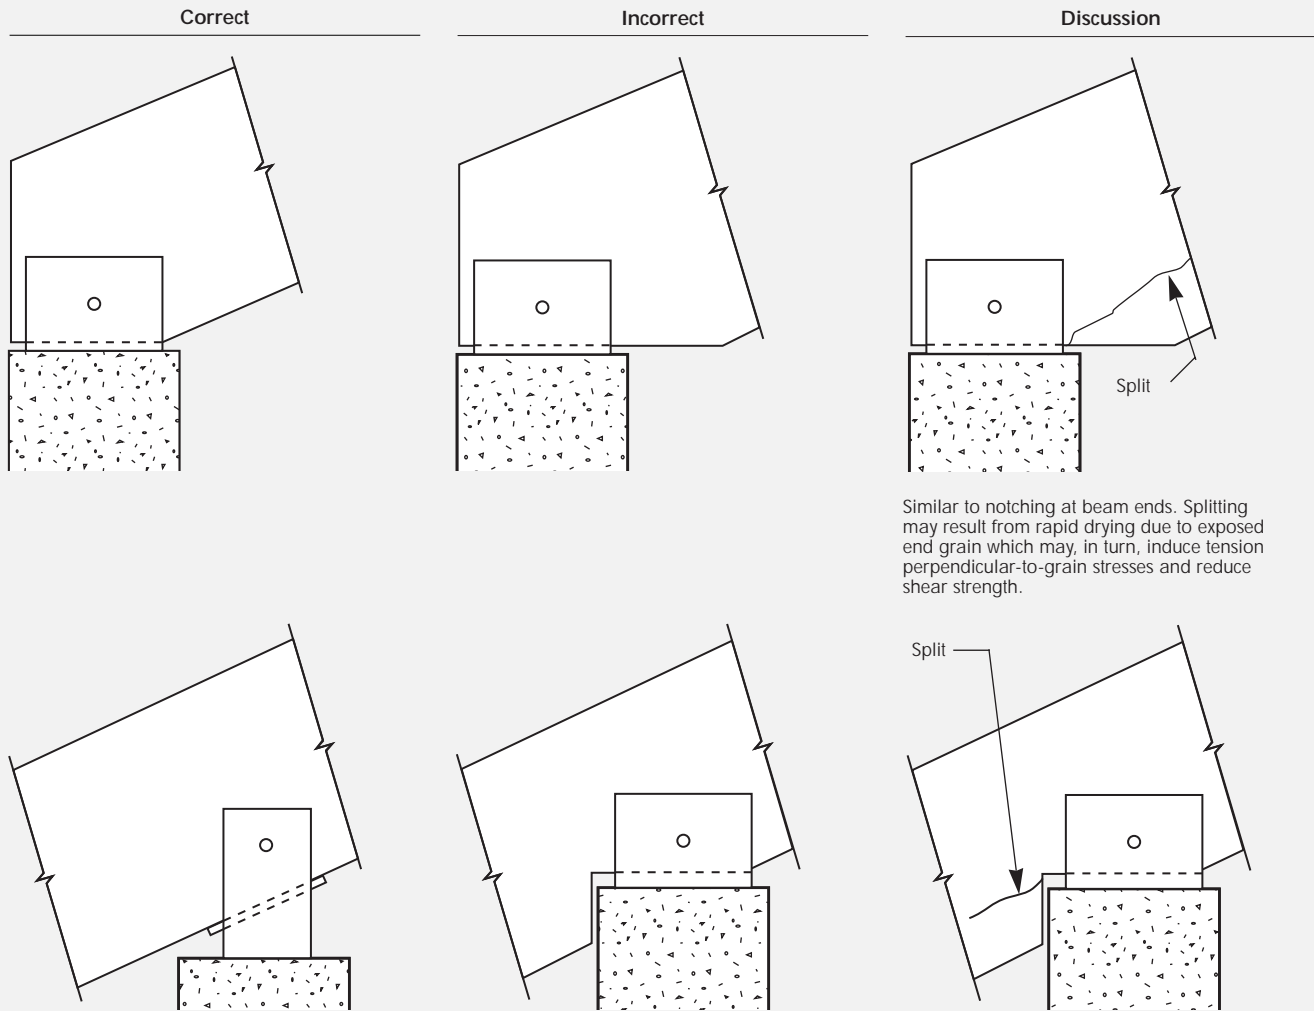 Correct
Incorrect
Discussion
Split
Similar to notching at beam ends. Splitting
may result from rapid drying due to exposed
end grain which may, in turn, induce tension
perpendicular-to-grain stresses and reduce
shear strength.
Split